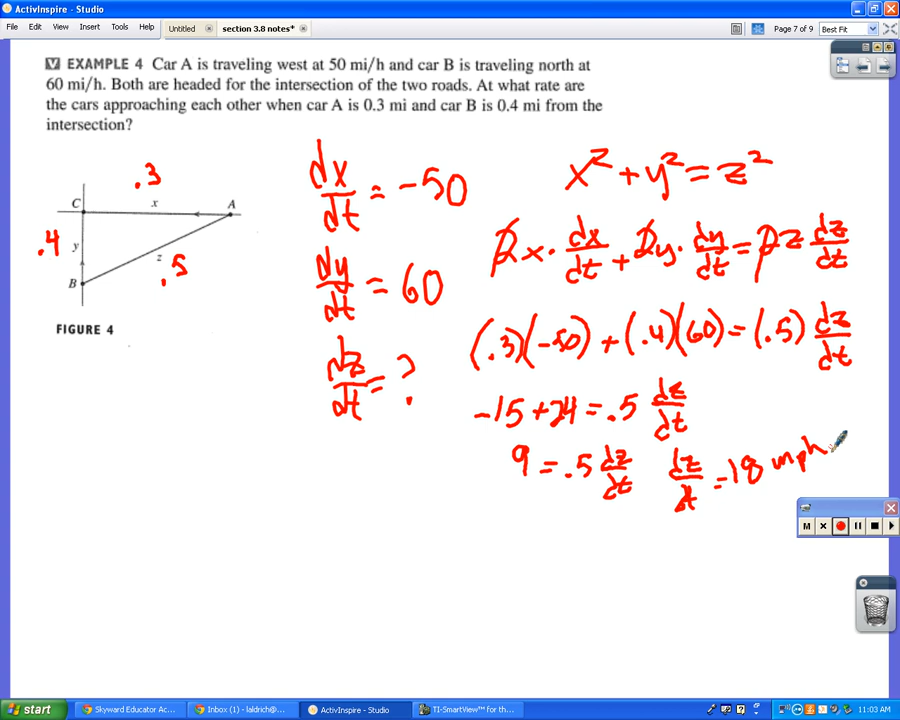 ActivInspire - Studio
File Edit View Insert Tools Help
Untitled
section 3.8 notes*
Page 7 of 9
Best Fit
V EXAMPLE 4 Car A is traveling west at 50 mi/h and car B is traveling north at
60 mi/h. Both are headed for the intersection of the two roads. At what rate are
the cars approaching each other when car A is 0.3 mi and car B is 0.4 mi from the
intersection?
.3
C x A
.4 y
z
.5
B
FIGURE 4
dx/dt = -50
dy/dt = 60
dz/dt = ?
x² + y² = z²
2x · dx/dt + 2y · dy/dt = 2z dz/dt
(.3)(-50) + (.4)(60) = (.5) dz/dt
-15 + 24 = .5 dz/dt
9 = .5 dz/dt dz/dt = 18 mph
M
start
Skyward Educator Ac...
Inbox (1) - laldrich@...
ActivInspire - Studio
TI-SmartView™ for th...
11:03 AM